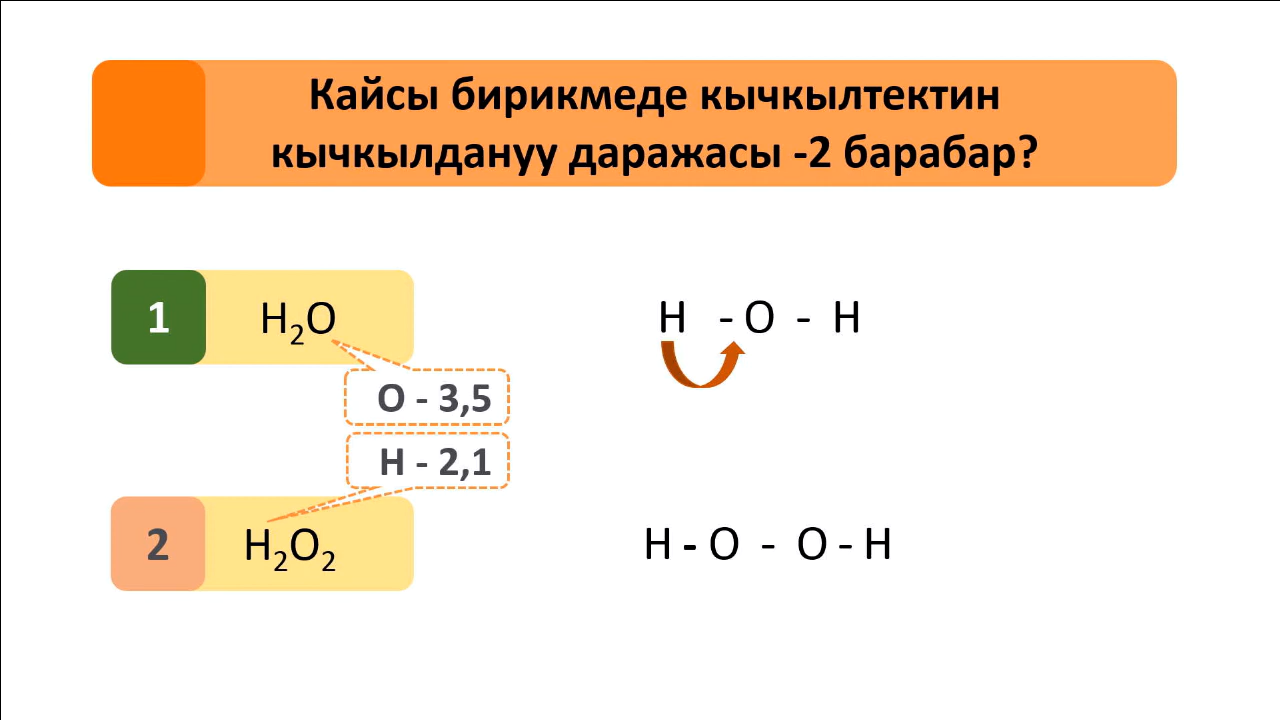 Кайсы бирикмеде кычкылтектин
кычкылдануу даражасы -2 барабар?
1 H₂O
H - O - H
O - 3,5
H - 2,1
2 H₂O₂
H - O - O - H